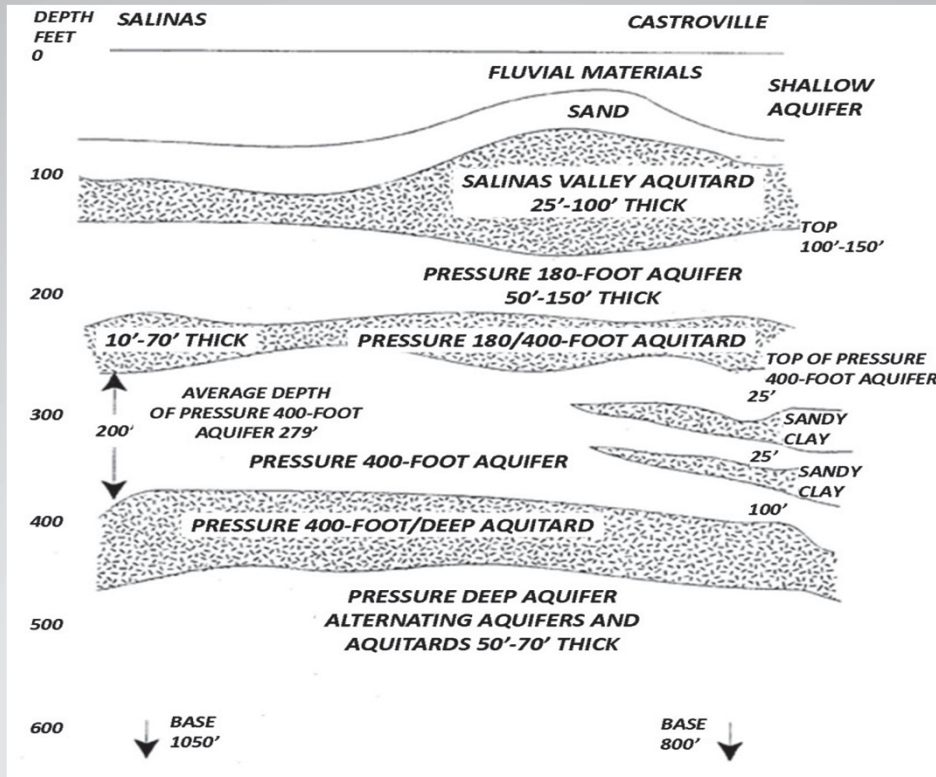 DEPTH
FEET
SALINAS
CASTROVILLE
0
FLUVIAL MATERIALS
SHALLOW
AQUIFER
SAND
100
SALINAS VALLEY AQUITARD
25'-100' THICK
TOP
100'-150'
PRESSURE 180-FOOT AQUIFER
50'-150' THICK
200
10'-70' THICK
PRESSURE 180/400-FOOT AQUITARD
TOP OF PRESSURE
400-FOOT AQUIFER
25'
AVERAGE DEPTH
OF PRESSURE 400-FOOT
AQUIFER 279'
300
200'
SANDY
CLAY
25'
PRESSURE 400-FOOT AQUIFER
SANDY
CLAY
100'
400
PRESSURE 400-FOOT/DEEP AQUITARD
PRESSURE DEEP AQUIFER
ALTERNATING AQUIFERS AND
AQUITARDS 50'-70' THICK
500
600
BASE
1050'
BASE
800'